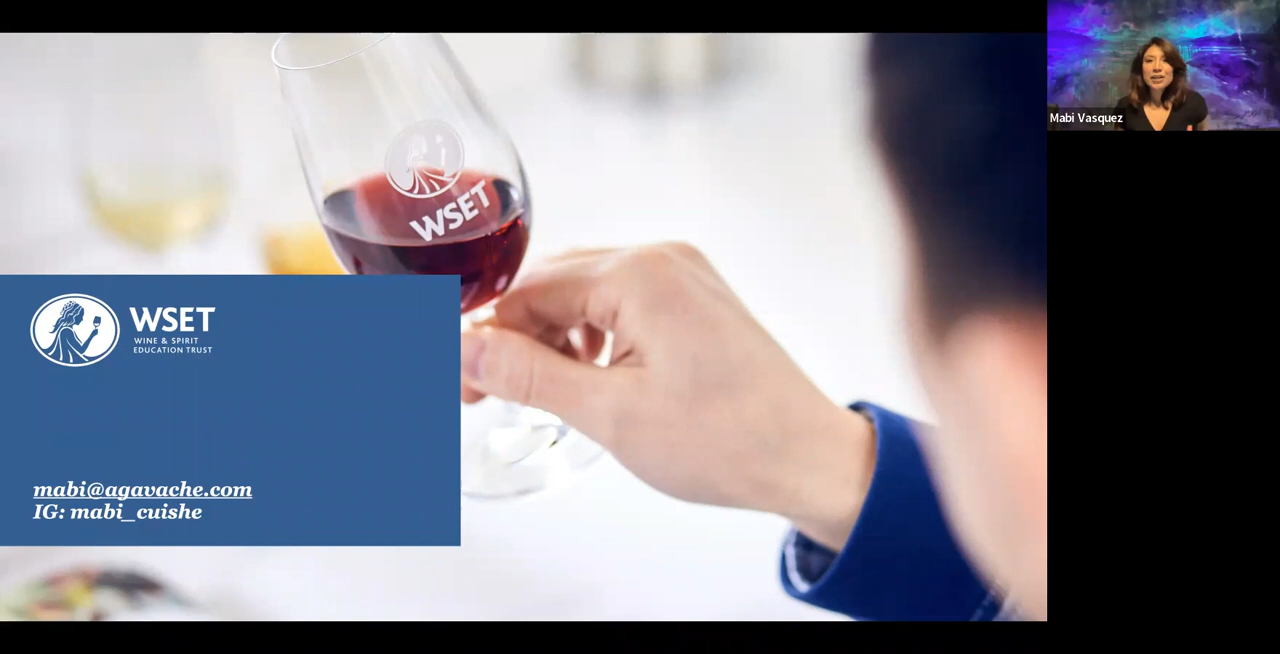 WSET
WSET
WINE & SPIRIT
EDUCATION TRUST
mabi@agavache.com
IG: mabi_cuishe
Mabi Vasquez